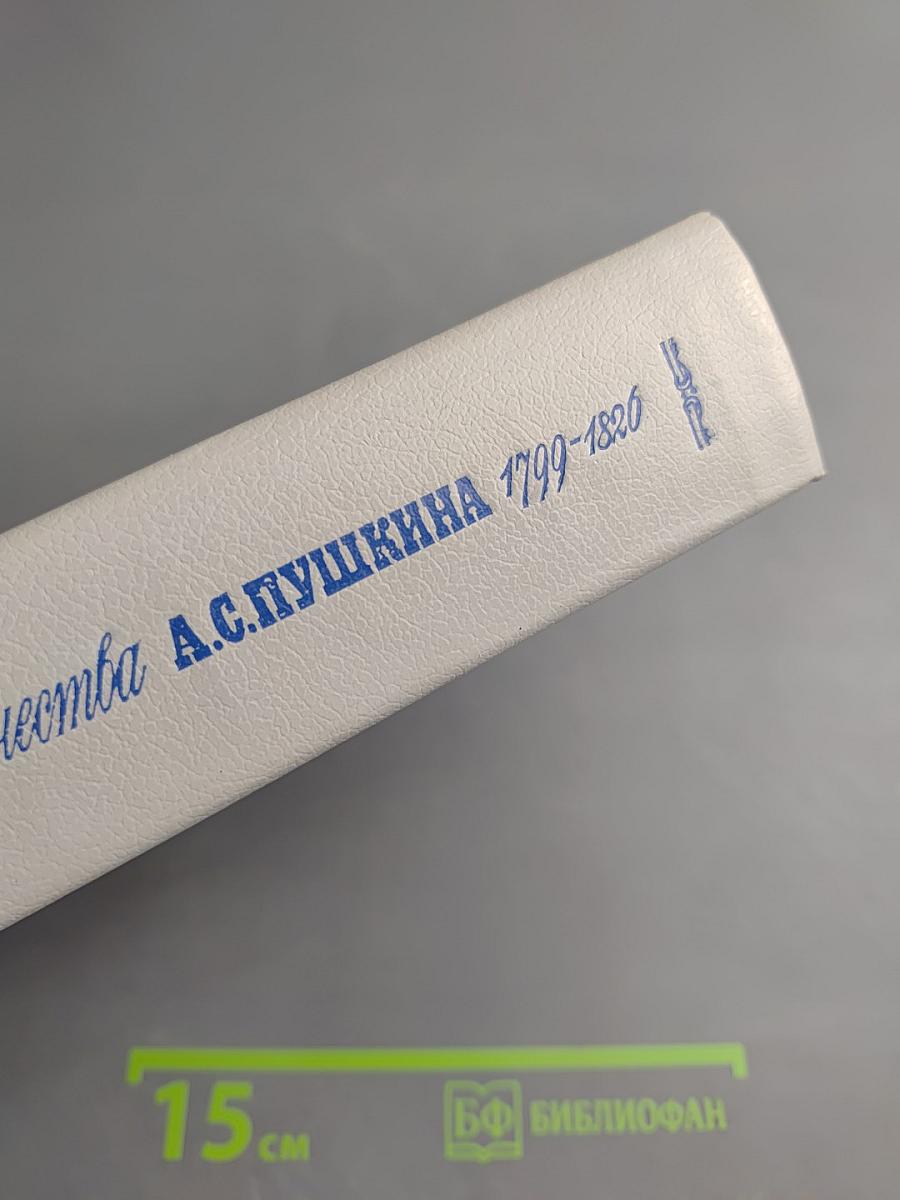 чества А.С.ПУШКИНА 1799-1826
15 см
БФ БИБЛИОФАН